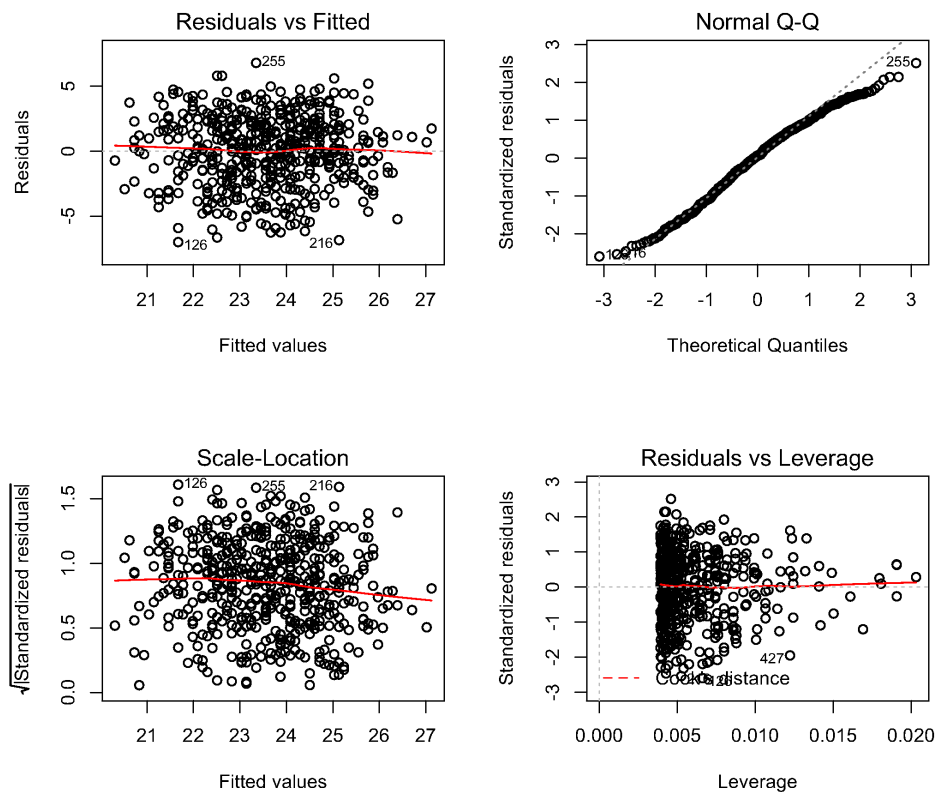 Residuals vs Fitted
Residuals
5
0
-5
255
126
216
21 22 23 24 25 26 27
Fitted values
Normal Q-Q
Standardized residuals
3
2
1
0
-1
-2
255
-3 -2 -1 0 1 2 3
Theoretical Quantiles
Scale-Location
√|Standardized residuals|
1.5
1.0
0.5
0.0
126
255
216
21 22 23 24 25 26 27
Fitted values
Residuals vs Leverage
Standardized residuals
3
2
1
0
-1
-2
-3
427
Cook's distance
0.000 0.005 0.010 0.015 0.020
Leverage